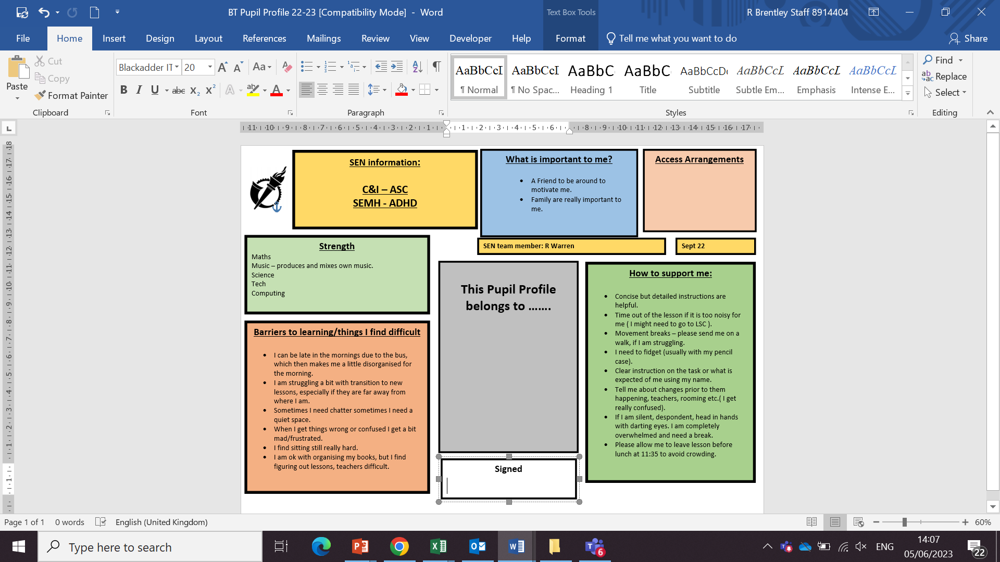 BT Pupil Profile 22-23 [Compatibility Mode] - Word
Text Box Tools
R Brentley Staff 8914404
File Home Insert Design Layout References Mailings Review View Developer Help Format Tell me what you want to do Share
Paste
Cut
Copy
Format Painter
Clipboard
Blackadder IT 20
Font
Paragraph
AaBbCcI AaBbCcI AaBbC AaBbC AaBbCcDc AaBbCcL AaBbCcL AaBbCcL
¶ Normal ¶ No Spac... Heading 1 Title Subtitle Subtle Em... Emphasis Intense E...
Styles
Find
Replace
Select
Editing
SEN information:
C&I – ASC
SEMH - ADHD
What is important to me?
• A Friend to be around to
motivate me.
• Family are really important to
me.
Access Arrangements
SEN team member: R Warren
Sept 22
Strength
Maths
Music – produces and mixes own music.
Science
Tech
Computing
Barriers to learning/things I find difficult
• I can be late in the mornings due to the bus,
which then makes me a little disorganised for
the morning.
• I am struggling a bit with transition to new
lessons, especially if they are far away from
where I am.
• Sometimes I need chatter sometimes I need a
quiet space.
• When I get things wrong or confused I get a bit
mad/frustrated.
• I find sitting still really hard.
• I am ok with organising my books, but I find
figuring out lessons, teachers difficult.
This Pupil Profile
belongs to …….
Signed
How to support me:
• Concise but detailed instructions are
helpful.
• Time out of the lesson if it is too noisy for
me ( I might need to go to LSC ).
• Movement breaks – please send me on a
walk, if I am struggling.
• I need to fidget (usually with my pencil
case).
• Clear instruction on the task or what is
expected of me using my name.
• Tell me about changes prior to them
happening, teachers, rooming etc.( I get
really confused).
• If I am silent, despondent, head in hands
with darting eyes. I am completely
overwhelmed and need a break.
• Please allow me to leave lesson before
lunch at 11:35 to avoid crowding.
Page 1 of 1 0 words English (United Kingdom) 60%
Type here to search
6
ENG
14:07
05/06/2023
22